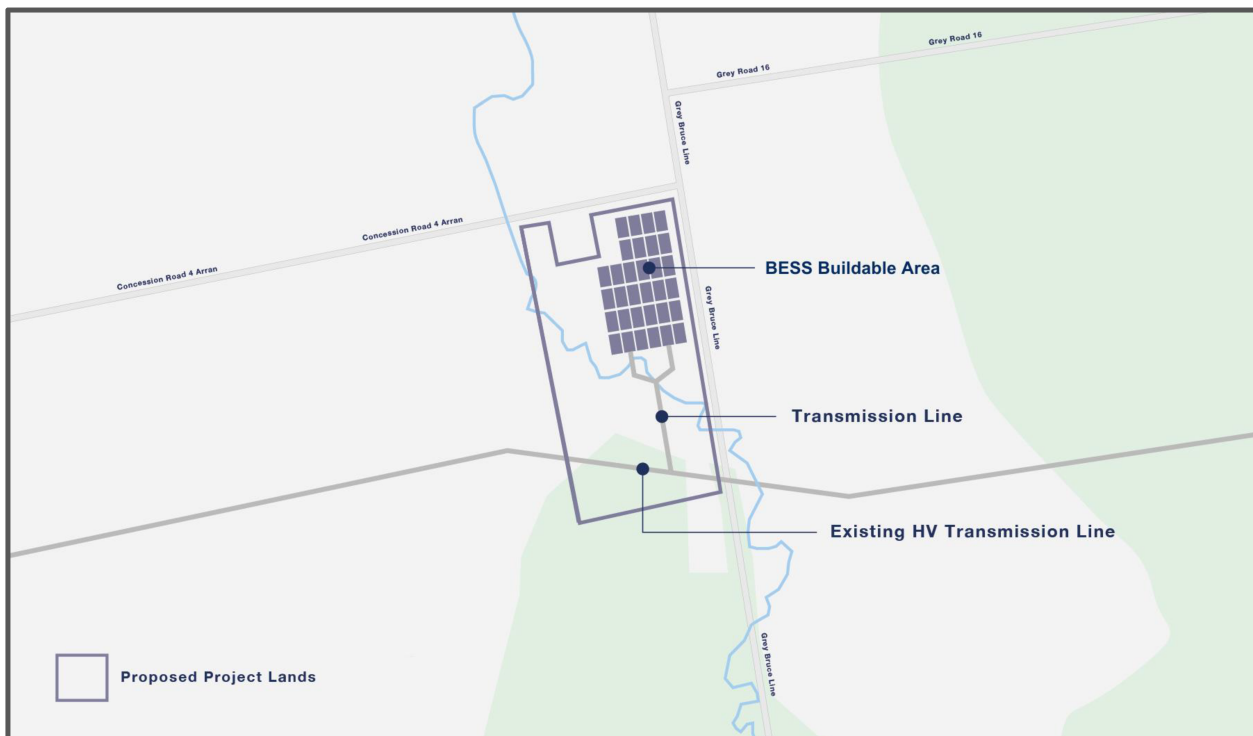 Grey Road 16
Grey Road 16
Grey Bruce Line
Concession Road 4 Arran
Concession Road 4 Arran
BESS Buildable Area
Grey Bruce Line
Transmission Line
Existing HV Transmission Line
Grey Bruce Line
Proposed Project Lands